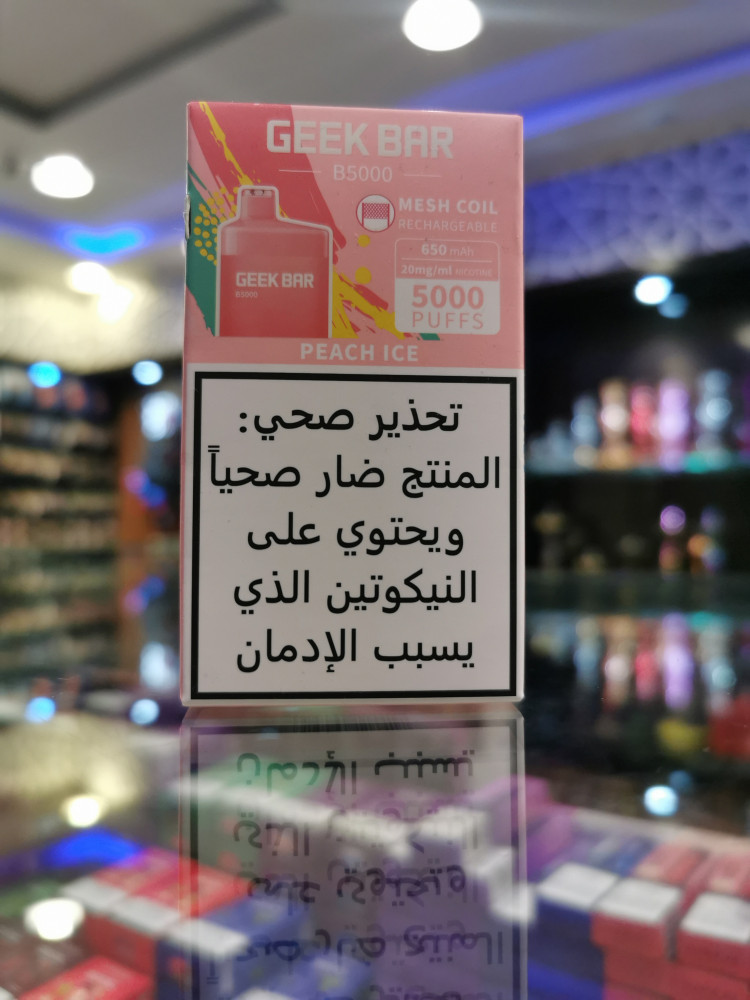 GEEK BAR
B5000
MESH COIL
RECHARGEABLE
650 mAh
20mg/ml NICOTINE
5000
PUFFS
GEEK BAR
B5000
PEACH ICE
تحذير صحي:
المنتج ضار صحياً
ويحتوي على
النيكوتين الذي
يسبب الإدمان